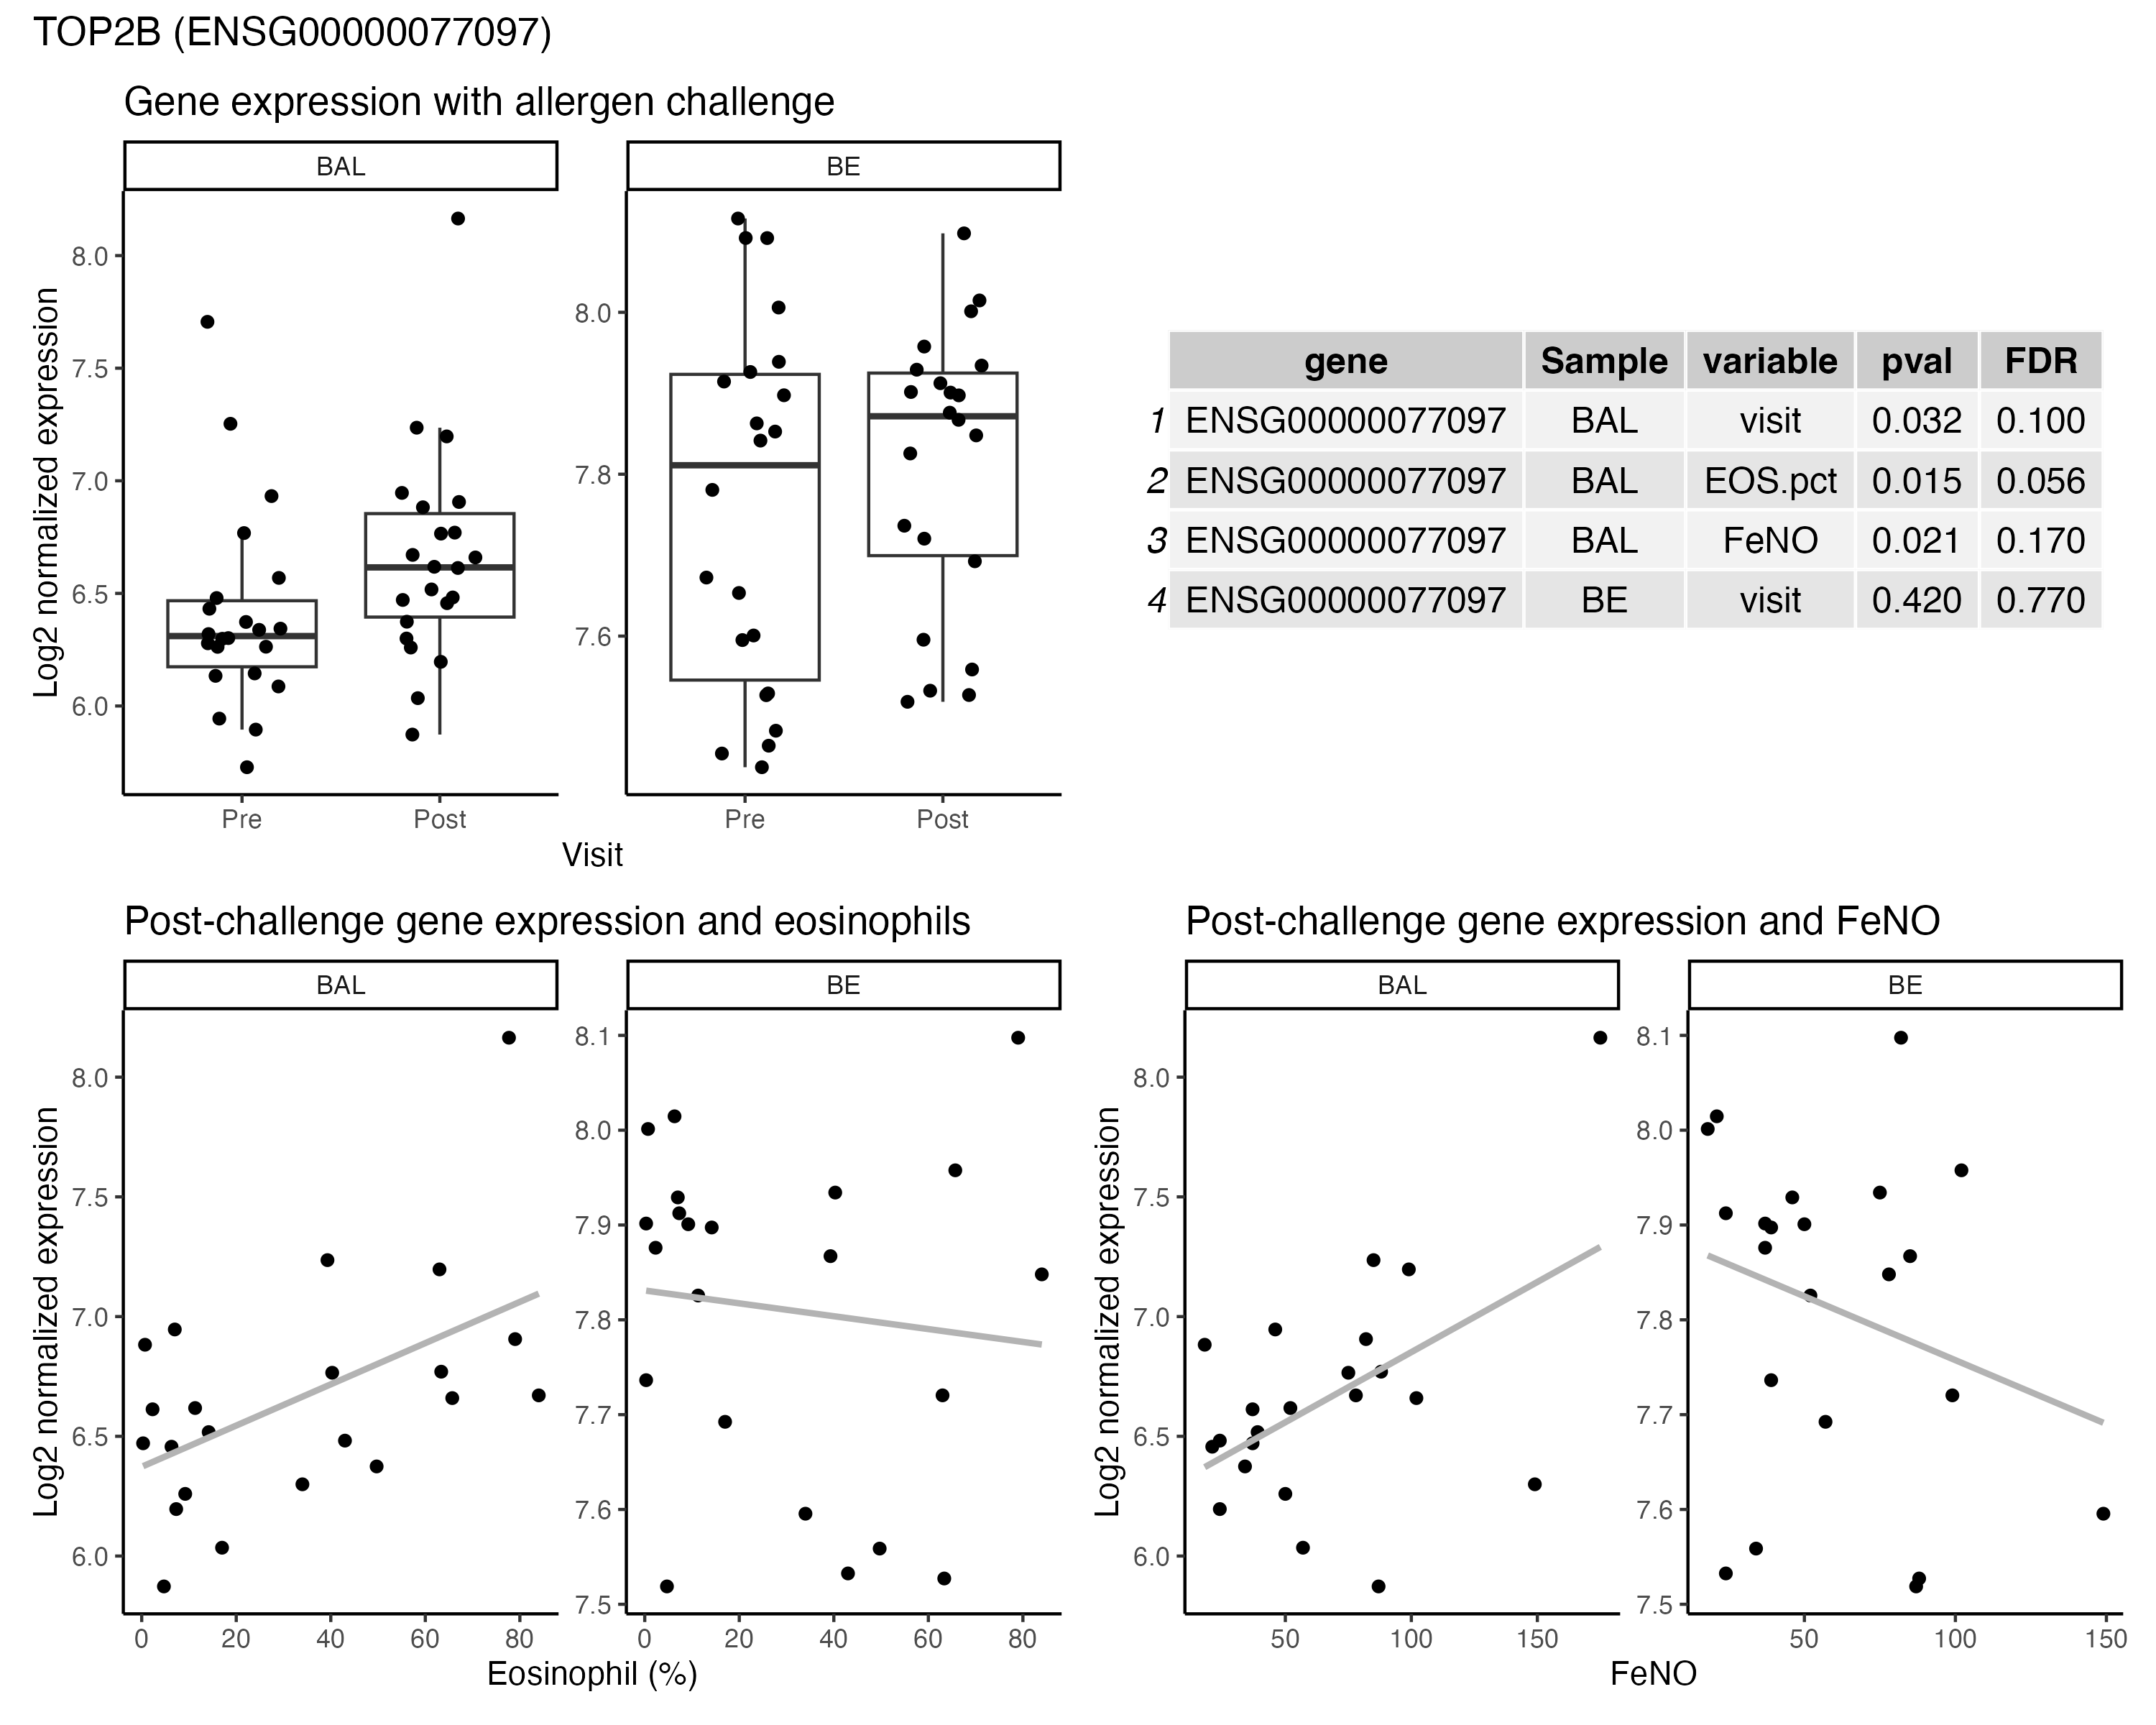 TOP2B (ENSG00000077097)
Gene expression with allergen challenge
BAL
BE
Log2 normalized expression
8.0
7.5
7.0
6.5
6.0
8.0
7.8
7.6
Pre
Post
Pre
Post
Visit
gene Sample variable pval FDR
1 ENSG00000077097 BAL visit 0.032 0.100
2 ENSG00000077097 BAL EOS.pct 0.015 0.056
3 ENSG00000077097 BAL FeNO 0.021 0.170
4 ENSG00000077097 BE visit 0.420 0.770
Post-challenge gene expression and eosinophils
BAL
BE
Log2 normalized expression
8.0
7.5
7.0
6.5
6.0
8.1
8.0
7.9
7.8
7.7
7.6
7.5
0 20 40 60 80
0 20 40 60 80
Eosinophil (%)
Post-challenge gene expression and FeNO
BAL
BE
Log2 normalized expression
8.0
7.5
7.0
6.5
6.0
8.1
8.0
7.9
7.8
7.7
7.6
7.5
50 100 150
50 100 150
FeNO